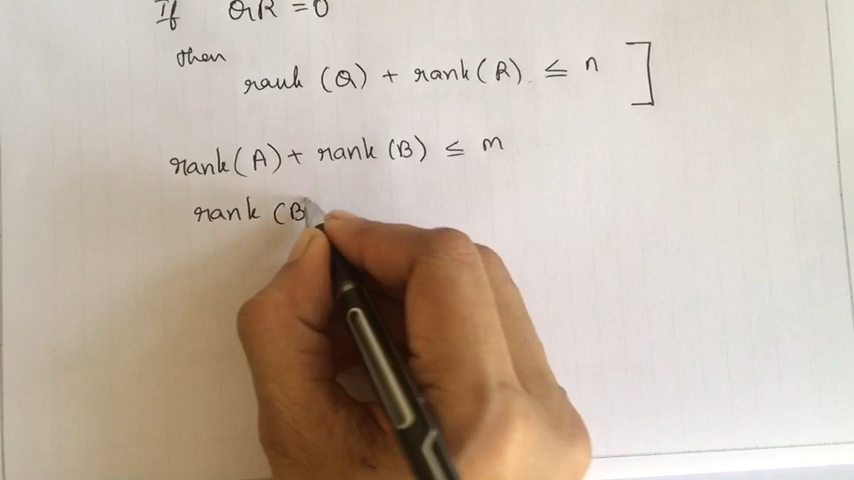 If QR = 0
then
rank (Q) + rank (R) ≤ n ]
rank (A) + rank (B) ≤ m
rank (B